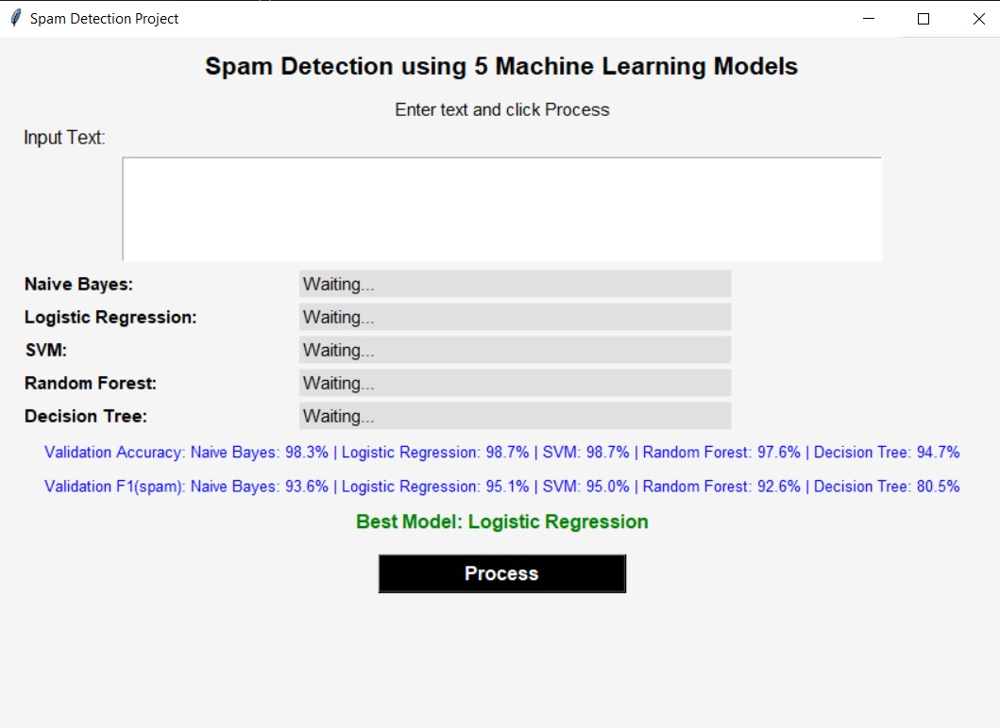 Spam Detection Project
Spam Detection using 5 Machine Learning Models
Enter text and click Process
Input Text:
Naive Bayes: Waiting...
Logistic Regression: Waiting...
SVM: Waiting...
Random Forest: Waiting...
Decision Tree: Waiting...
Validation Accuracy: Naive Bayes: 98.3% | Logistic Regression: 98.7% | SVM: 98.7% | Random Forest: 97.6% | Decision Tree: 94.7%
Validation F1(spam): Naive Bayes: 93.6% | Logistic Regression: 95.1% | SVM: 95.0% | Random Forest: 92.6% | Decision Tree: 80.5%
Best Model: Logistic Regression
Process